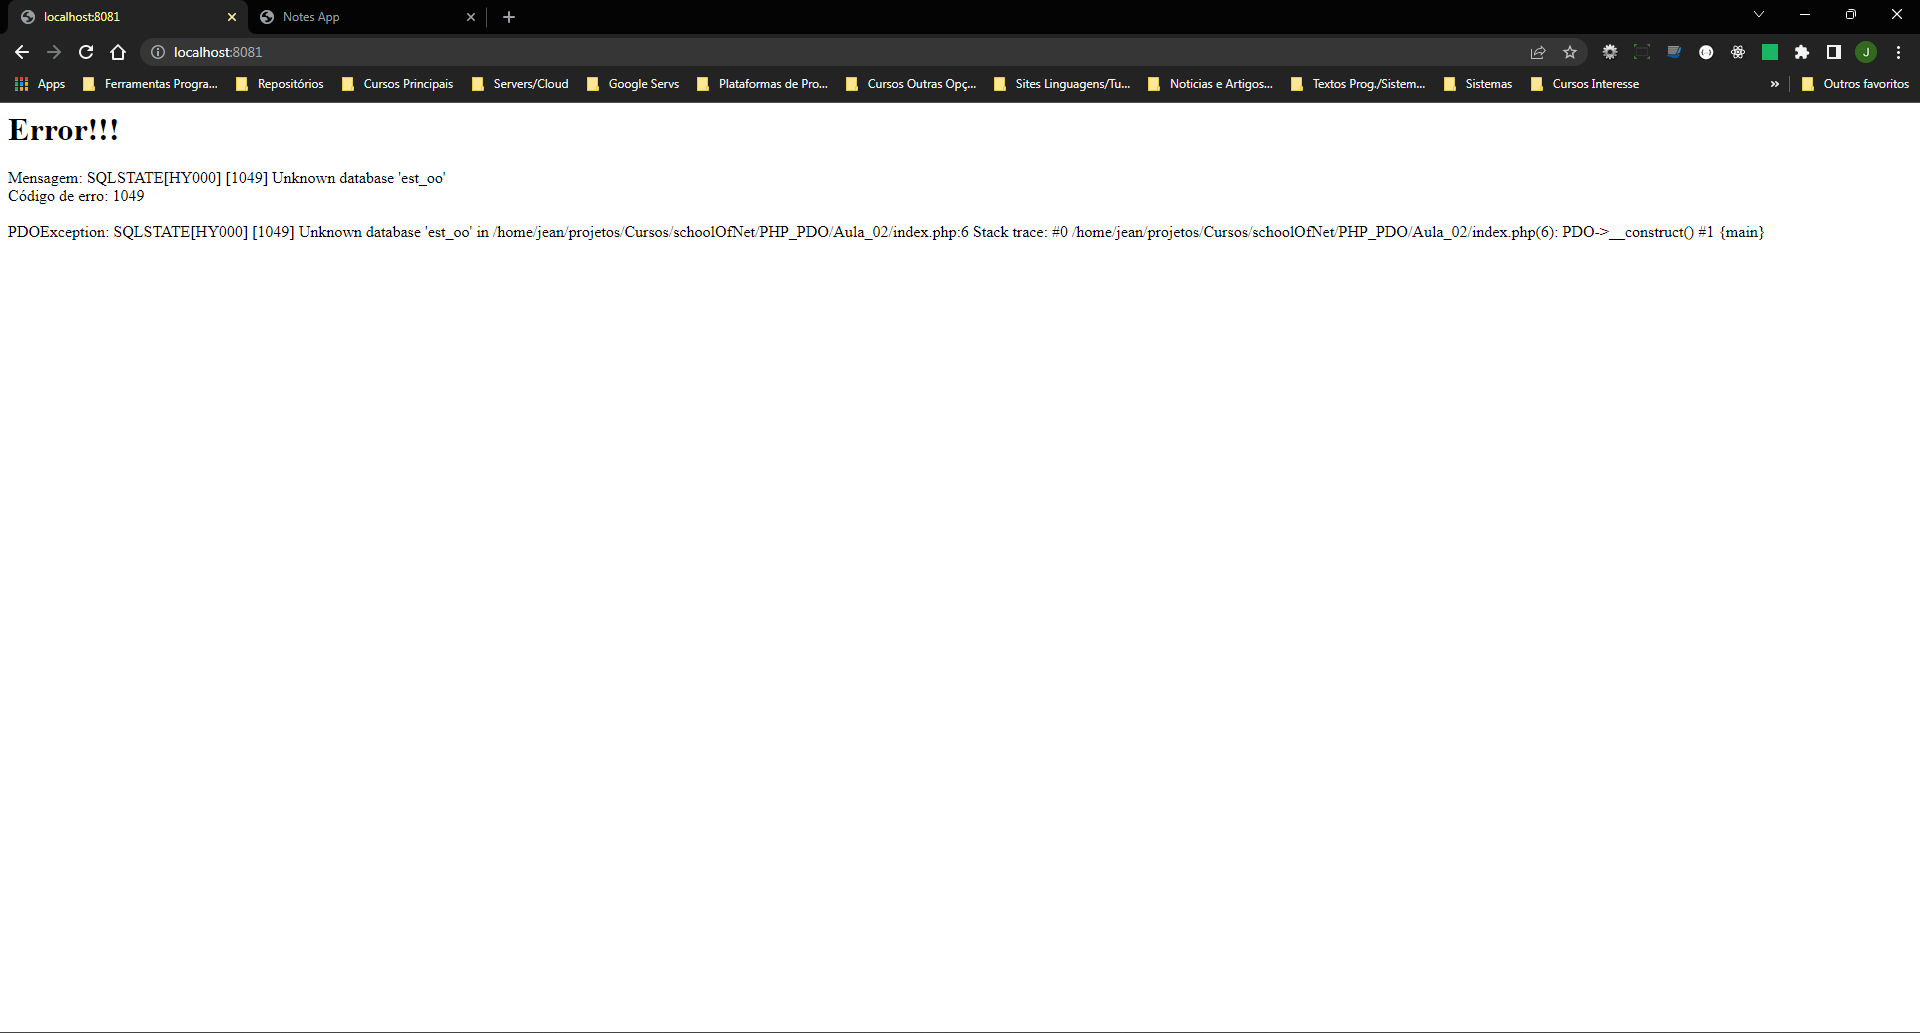 localhost:8081
Notes App
localhost:8081
J
Apps
Ferramentas Progra...
Repositórios
Cursos Principais
Servers/Cloud
Google Servs
Plataformas de Pro...
Cursos Outras Opç...
Sites Linguagens/Tu...
Noticias e Artigos...
Textos Prog./Sistem...
Sistemas
Cursos Interesse
»
Outros favoritos
Error!!!
Mensagem: SQLSTATE[HY000] [1049] Unknown database 'est_oo'
Código de erro: 1049
PDOException: SQLSTATE[HY000] [1049] Unknown database 'est_oo' in /home/jean/projetos/Cursos/schoolOfNet/PHP_PDO/Aula_02/index.php:6 Stack trace: #0 /home/jean/projetos/Cursos/schoolOfNet/PHP_PDO/Aula_02/index.php(6): PDO->__construct() #1 {main}